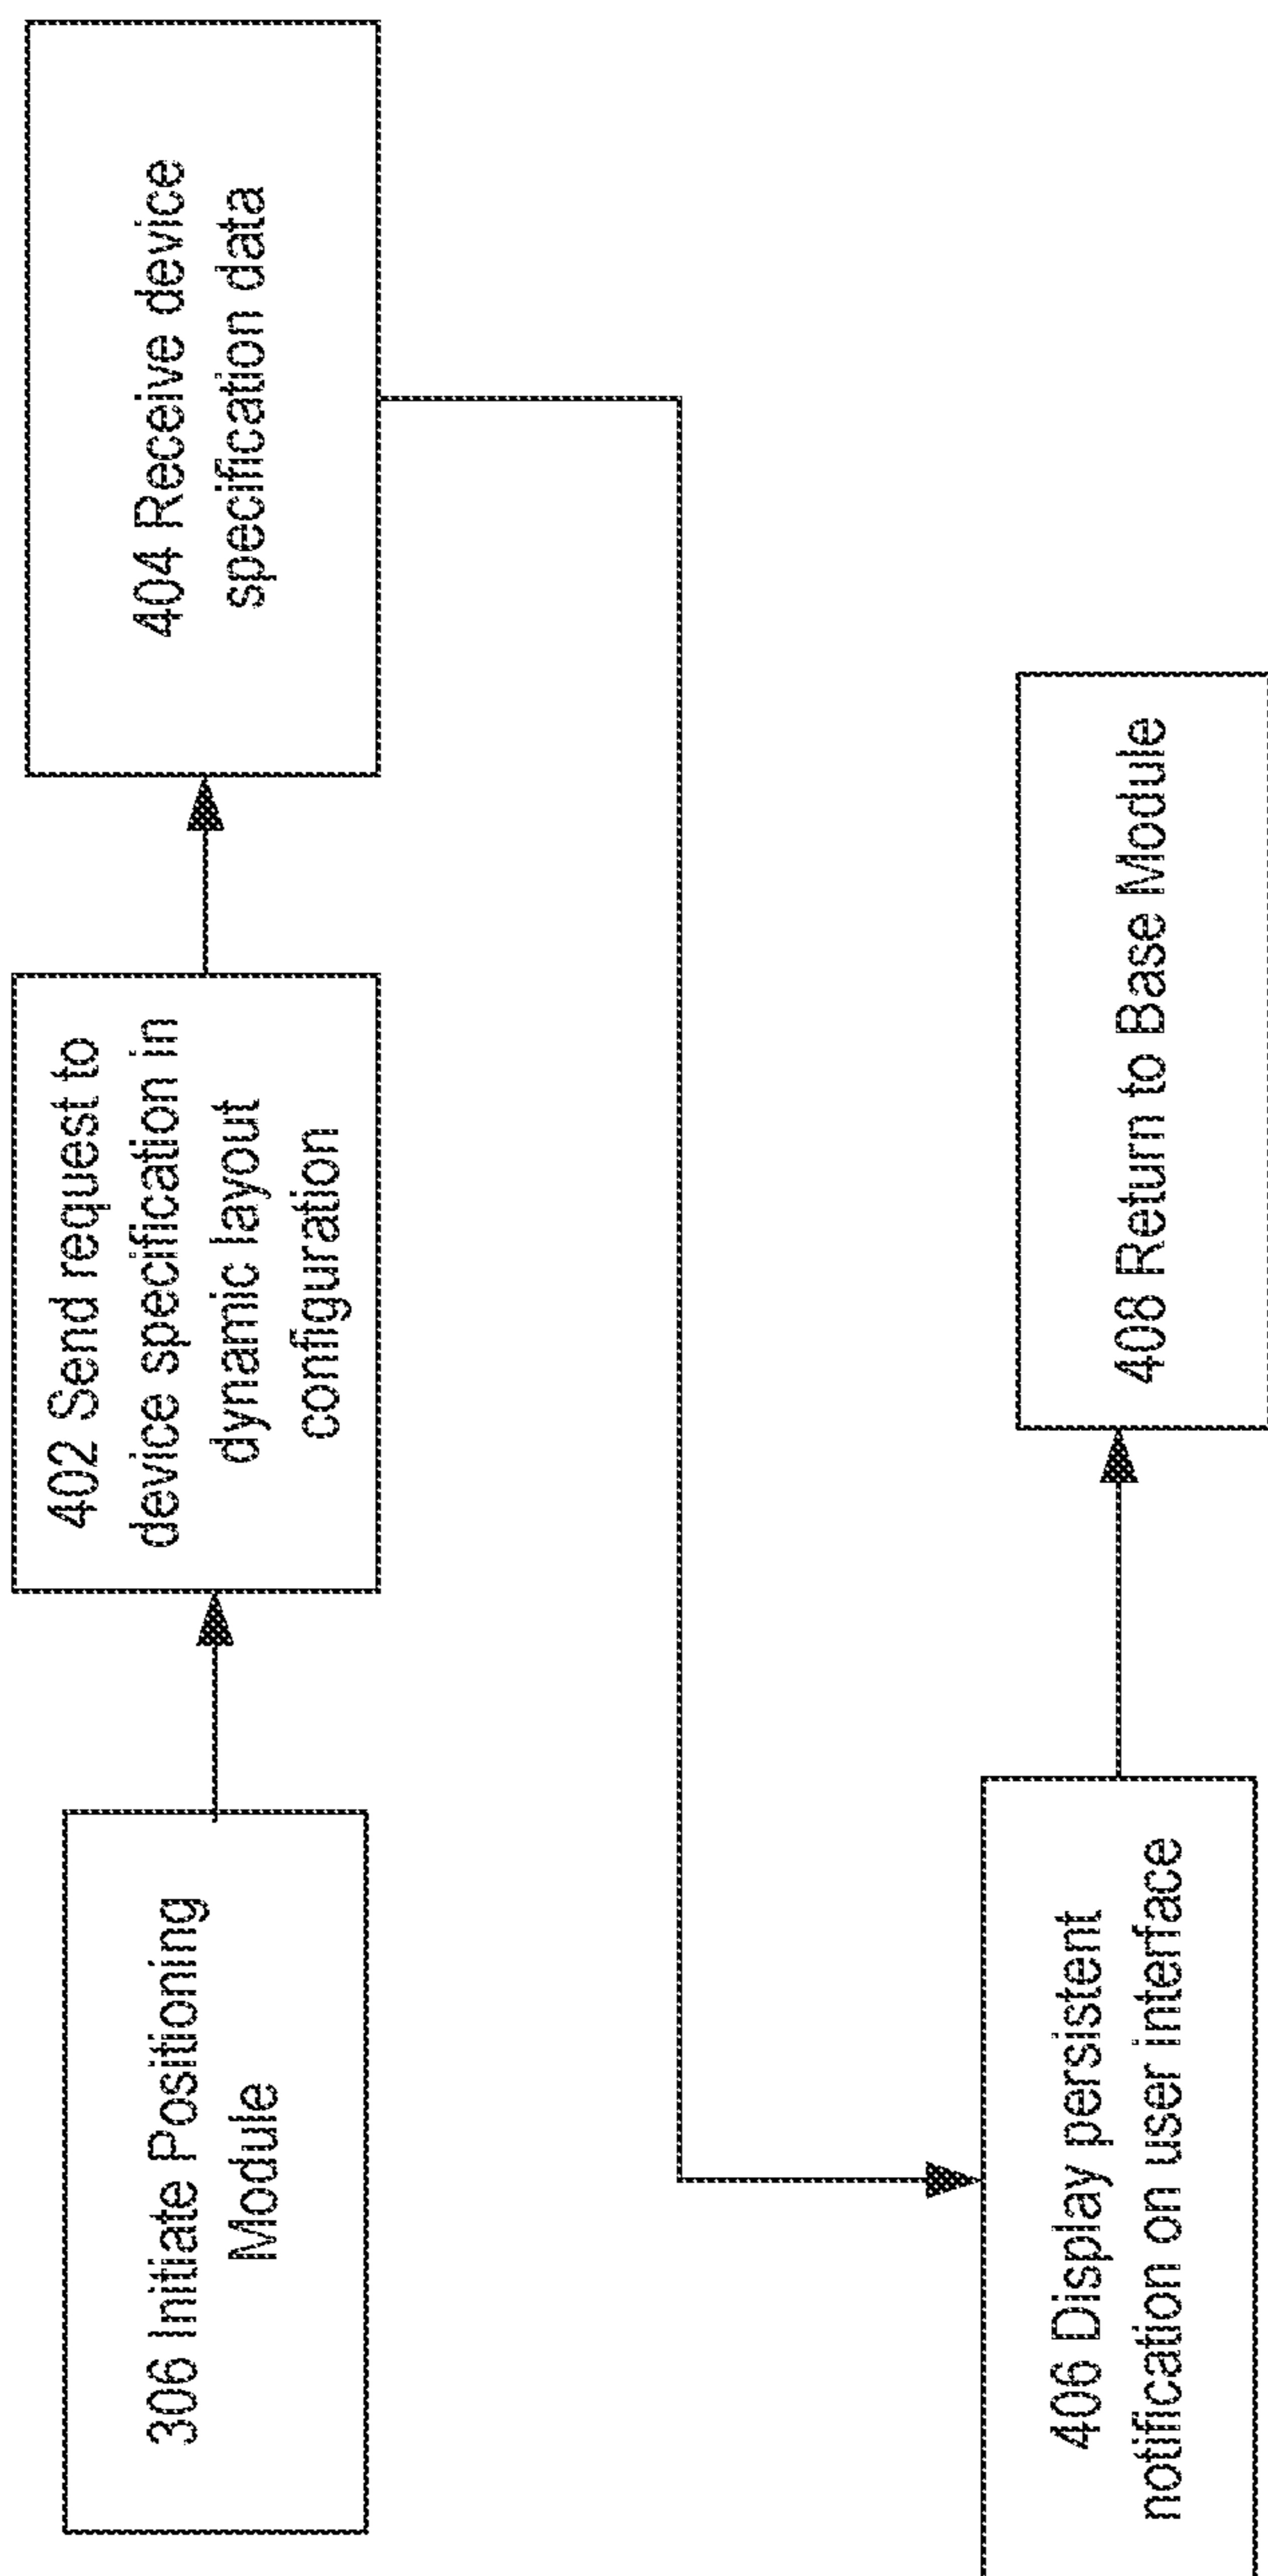 306 Initiate Positioning
Module
402 Send request to
device specification in
dynamic layout
configuration
404 Receive device
specification data
406 Display persistent
notification on user interface
408 Return to Base Module